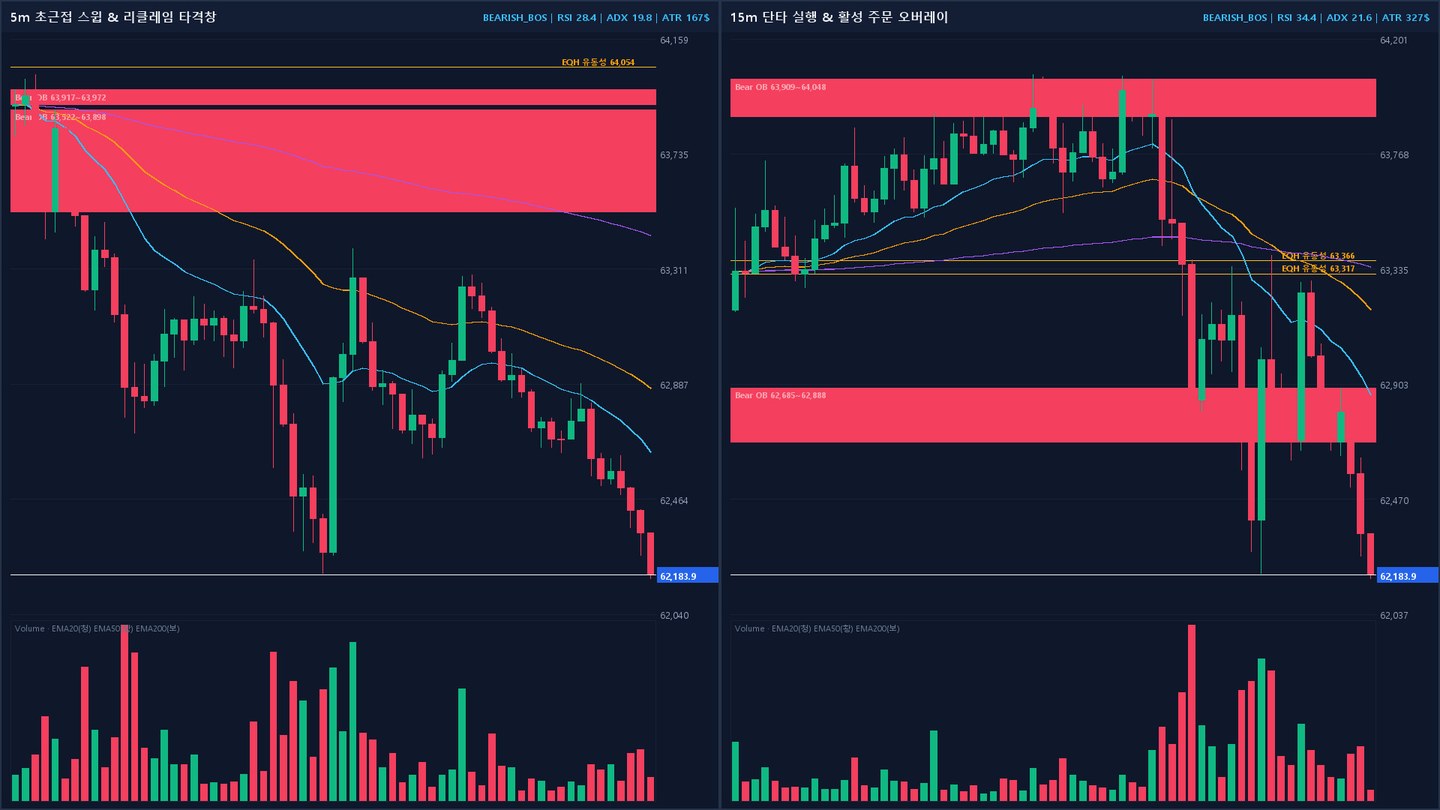 5m 초근접 스윕 & 리클레임 타격창
BEARISH_BOS | RSI 28.4 | ADX 19.8 | ATR 167$
64,159
EQH 유동성 64,054
Bear OB 63,917~63,972
Bear OB 63,522~63,898
63,735
63,311
62,887
62,464
62,183.9
62,040
Volume · EMA20(청) EMA50(황) EMA200(보)
15m 단타 실행 & 활성 주문 오버레이
BEARISH_BOS | RSI 34.4 | ADX 21.6 | ATR 327$
64,201
Bear OB 63,909~64,048
63,768
EQH 유동성 63,366
EQH 유동성 63,317
63,335
62,903
Bear OB 62,685~62,888
62,470
62,183.9
62,037
Volume · EMA20(청) EMA50(황) EMA200(보)